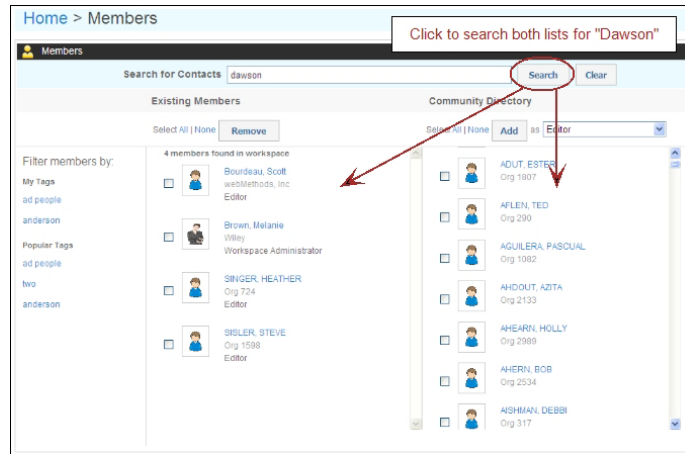 Home > Members
Click to search both lists for "Dawson"
Members
Search for Contacts dawson Search Clear
Existing Members
Community Directory
Select All | None Remove
Select All | None Add as Editor
Filter members by:
My Tags
ad people
anderson
Popular Tags
ad people
two
anderson
4 members found in workspace
Bourdeau, Scott
webMethods, Inc
Editor
Brown, Melanie
Wiley
Workspace Administrator
SINGER, HEATHER
Org 724
Editor
SISLER, STEVE
Org 1598
Editor
ADUT, ESTER
Org 1807
AFLEN, TED
Org 290
AGUILERA, PASCUAL
Org 1082
AHDOUT, AZITA
Org 2133
AHEARN, HOLLY
Org 2989
AHERN, BOB
Org 2534
AISHMAN, DEBBI
Org 317